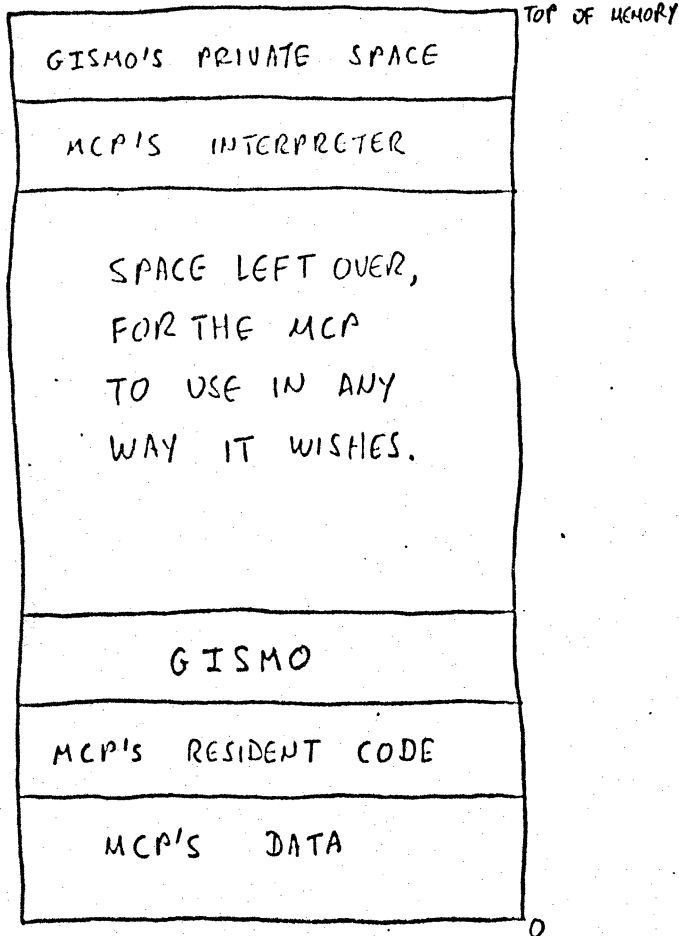 TOP OF MEMORY
GISMO'S PRIVATE SPACE
MCP'S INTERPRETER
SPACE LEFT OVER,
FOR THE MCP
TO USE IN ANY
WAY IT WISHES.
GISMO
MCP'S RESIDENT CODE
MCP'S DATA
0